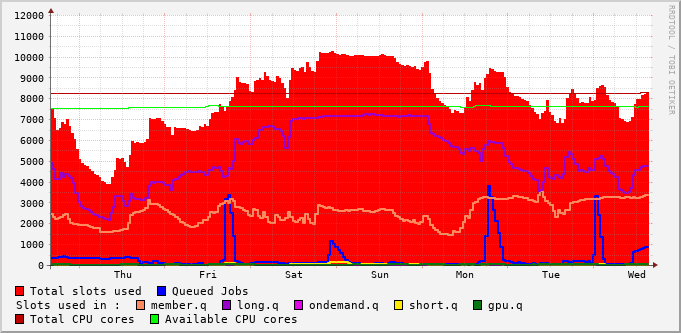 12000
11000
10000
9000
8000
7000
6000
5000
4000
3000
2000
1000
0
Thu Fri Sat Sun Mon Tue Wed
RRDTOOL / TOBI OETIKER
Total slots used Queued Jobs
Slots used in : member.q long.q ondemand.q short.q gpu.q
Total CPU cores Available CPU cores